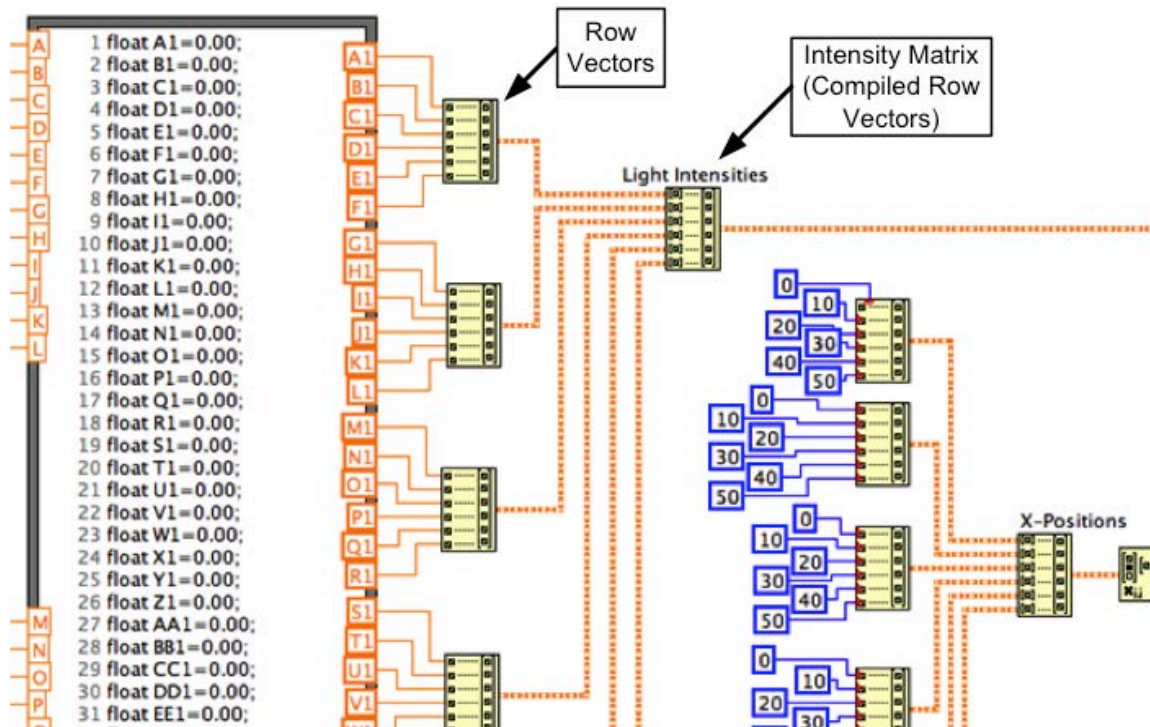 Row
Vectors
Intensity Matrix
(Compiled Row
Vectors)
A
B
C
D
E
F
G
H
I
J
K
L
M
N
O
P
1 float A1=0.00;
2 float B1=0.00;
3 float C1=0.00;
4 float D1=0.00;
5 float E1=0.00;
6 float F1=0.00;
7 float G1=0.00;
8 float H1=0.00;
9 float I1=0.00;
10 float J1=0.00;
11 float K1=0.00;
12 float L1=0.00;
13 float M1=0.00;
14 float N1=0.00;
15 float O1=0.00;
16 float P1=0.00;
17 float Q1=0.00;
18 float R1=0.00;
19 float S1=0.00;
20 float T1=0.00;
21 float U1=0.00;
22 float V1=0.00;
23 float W1=0.00;
24 float X1=0.00;
25 float Y1=0.00;
26 float Z1=0.00;
27 float AA1=0.00;
28 float BB1=0.00;
29 float CC1=0.00;
30 float DD1=0.00;
31 float EE1=0.00;
A1
B1
C1
D1
E1
F1
G1
H1
I1
J1
K1
L1
M1
N1
O1
P1
Q1
R1
S1
T1
U1
V1
Light Intensities
0
10
20
30
40
50
0
10
20
30
40
50
0
10
20
30
40
50
0
10
20
30
X-Positions